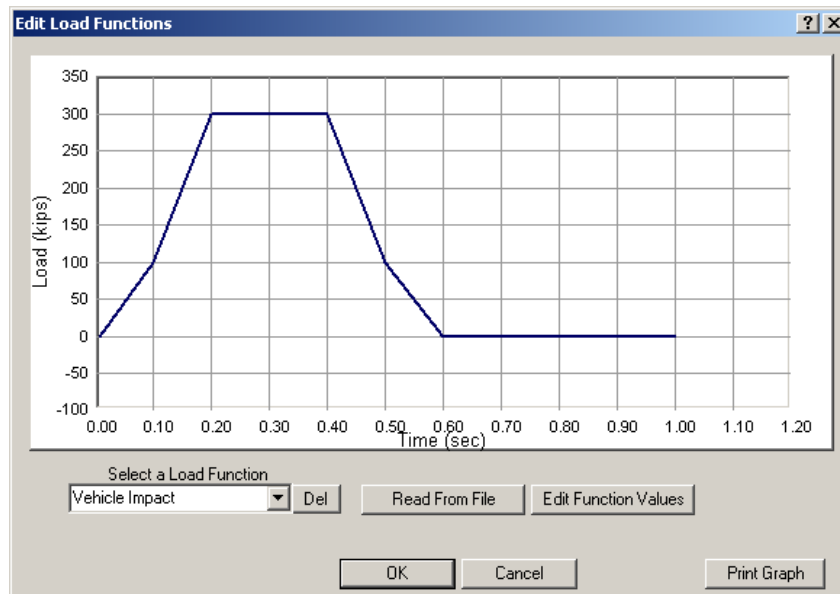 Edit Load Functions
350
300
250
200
150
100
50
0
-50
-100
Load (kips)
0.00 0.10 0.20 0.30 0.40 0.50 0.60 0.70 0.80 0.90 1.00 1.10 1.20
Time (sec)
Select a Load Function
Vehicle Impact Del Read From File Edit Function Values
OK Cancel Print Graph